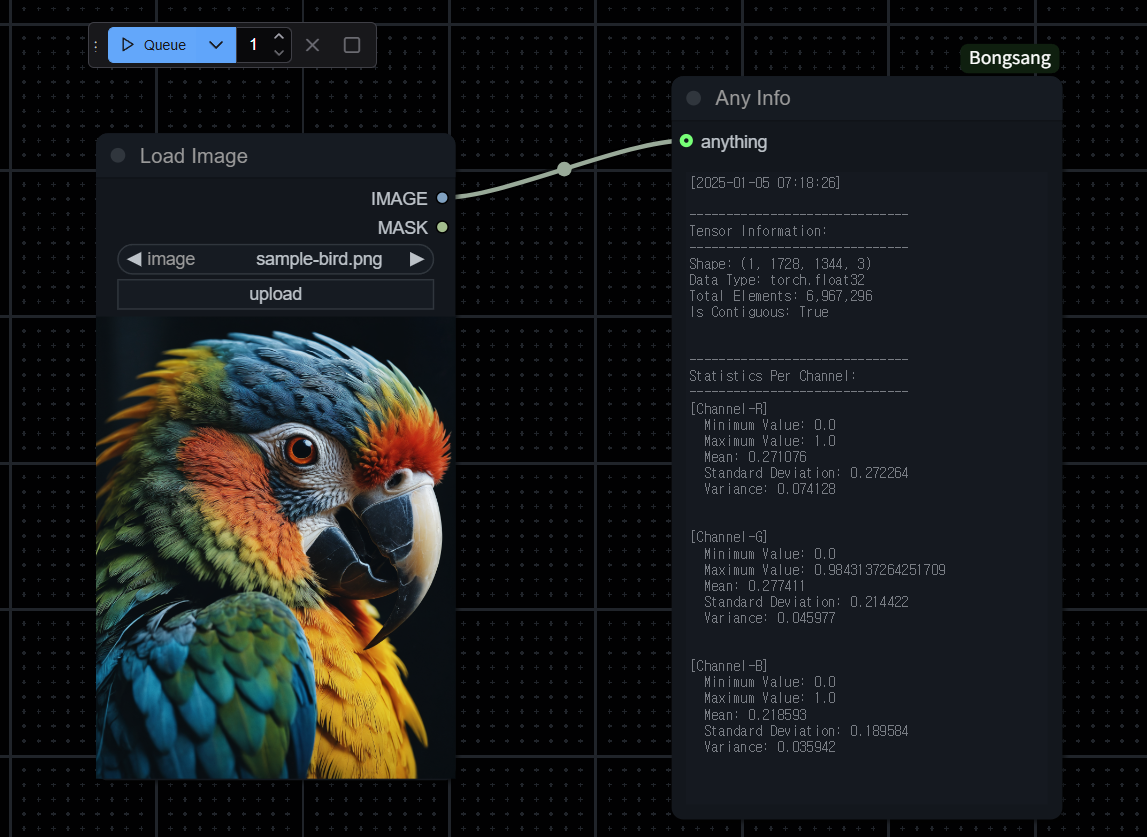 Queue
1
Bongsang
Load Image
IMAGE
MASK
image sample-bird.png
upload
Any Info
anything
[2025-01-05 07:18:26]
------------------------------
Tensor Information:
------------------------------
Shape: (1, 1728, 1344, 3)
Data Type: torch.float32
Total Elements: 6,967,296
Is Contiguous: True
------------------------------
Statistics Per Channel:
------------------------------
[Channel-R]
Minimum Value: 0.0
Maximum Value: 1.0
Mean: 0.271076
Standard Deviation: 0.272264
Variance: 0.074128
[Channel-G]
Minimum Value: 0.0
Maximum Value: 0.9843137264251709
Mean: 0.277411
Standard Deviation: 0.214422
Variance: 0.045977
[Channel-B]
Minimum Value: 0.0
Maximum Value: 1.0
Mean: 0.218593
Standard Deviation: 0.189584
Variance: 0.035942